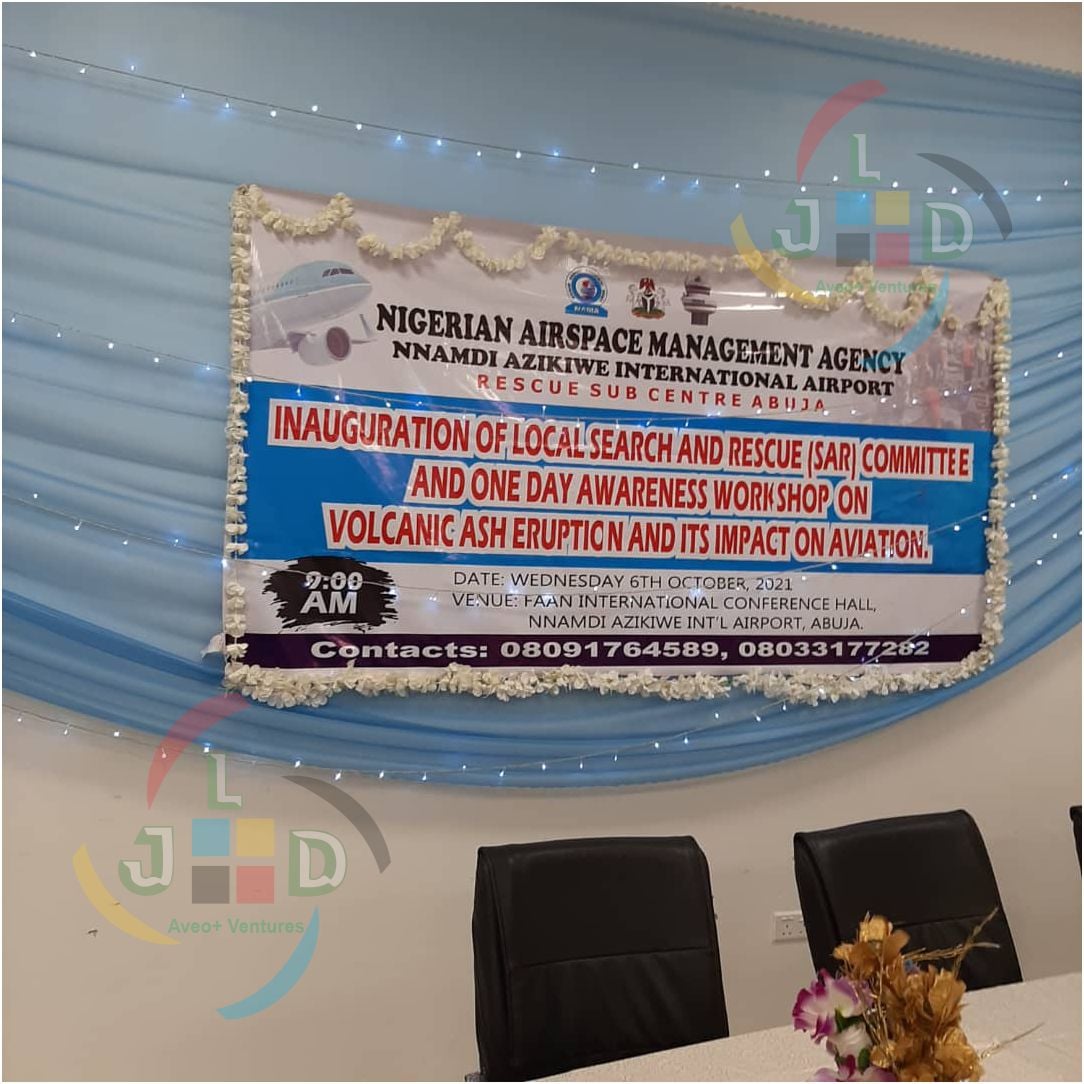 NAMA
NIGERIAN AIRSPACE MANAGEMENT AGENCY
NNAMDI AZIKIWE INTERNATIONAL AIRPORT
RESCUE SUB CENTRE ABUJA
INAUGURATION OF LOCAL SEARCH AND RESCUE (SAR) COMMITTEE
AND ONE DAY AWARENESS WORKSHOP ON
VOLCANIC ASH ERUPTION AND ITS IMPACT ON AVIATION.
9:00
AM
DATE: WEDNESDAY 6TH OCTOBER, 2021
VENUE: FAAN INTERNATIONAL CONFERENCE HALL,
NNAMDI AZIKIWE INT'L AIRPORT, ABUJA.
Contacts: 08091764589, 08033177282
L
J D
Aveo+ Ventures
L
J D
Aveo+ Ventures